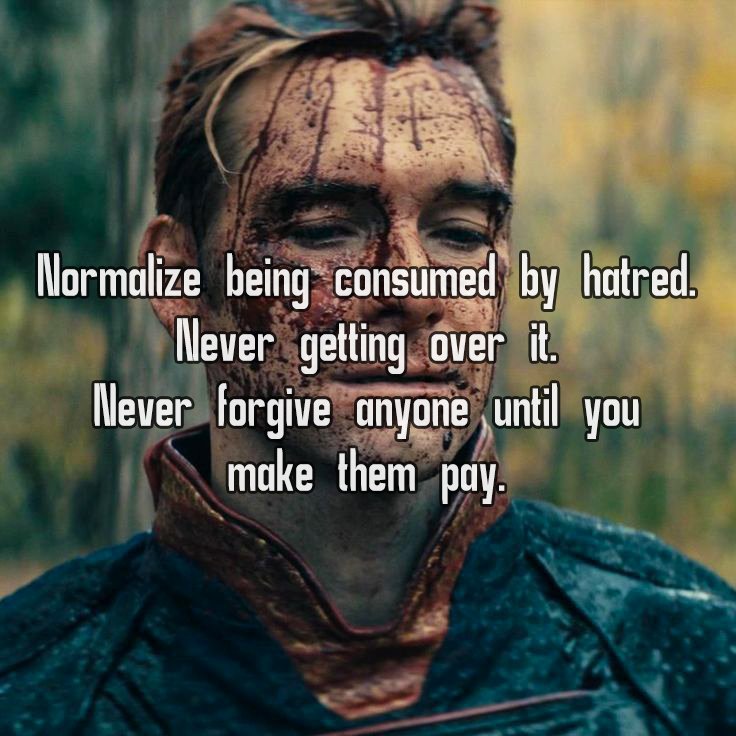 Normalize being consumed by hatred.
Never getting over it.
Never forgive anyone until you
make them pay.